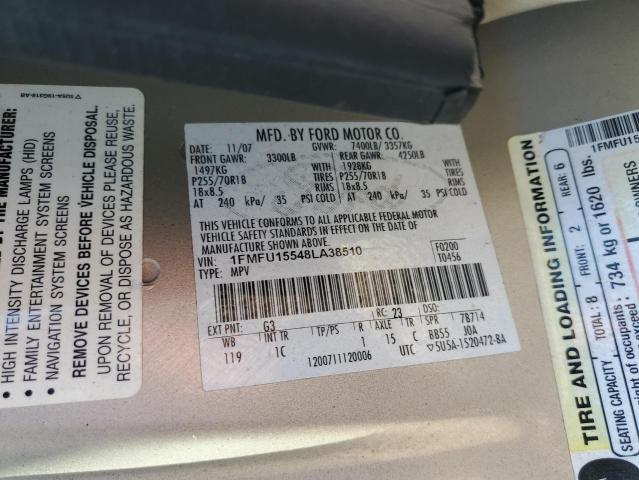 MFD. BY FORD MOTOR CO.
DATE: 11/07 GVWR: 7400LB/ 3357KG
FRONT GAWR: 3300LB REAR GAWR: 4250LB
1497KG 1928KG
P255/70R18 TIRES P255/70R18 TIRES
18x8.5 RIMS 18x8.5 RIMS
AT 240 kPa/ 35 PSI COLD AT 240 kPa/ 35 PSI COLD
THIS VEHICLE CONFORMS TO ALL APPLICABLE FEDERAL MOTOR
VEHICLE SAFETY STANDARDS IN EFFECT ON THE DATE OF
MANUFACTURE SHOWN ABOVE.
VIN: 1FMFU15548LA38510 F0200
TYPE: MPV T0456
RC: 23 DSO:
EXT PNT: G3 7B714
WB INT TR TP/PS R AXLE TR SPR
119 1C 1 15 C BB55 J0A
1200711120006 UTC ▽5U5A-1520472-BA
▽5U5A-19G319-AB
BY THE MANUFACTURER:
• HIGH INTENSITY DISCHARGE LAMPS (HID)
• FAMILY ENTERTAINMENT SYSTEM SCREENS
• NAVIGATION SYSTEM SCREENS
REMOVE DEVICES BEFORE VEHICLE DISPOSAL.
UPON REMOVAL OF DEVICES PLEASE REUSE,
RECYCLE, OR DISPOSE AS HAZARDOUS WASTE.
TIRE AND LOADING INFORMATION
SEATING CAPACITY TOTAL: 8 FRONT: 2 REAR: 6
734 kg or 1620 lbs.
1FMFU15